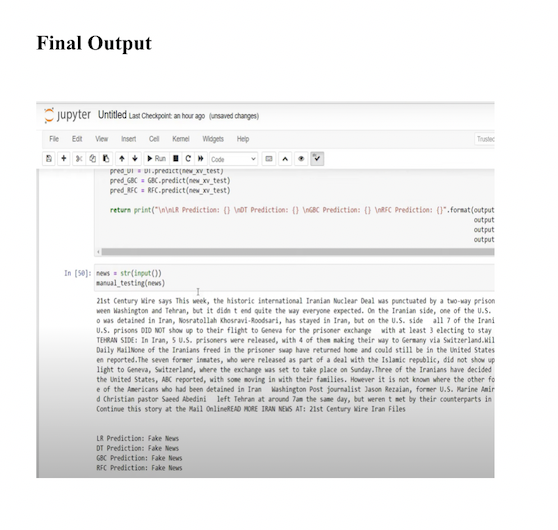 Final Output
jupyter Untitled Last Checkpoint: an hour ago (unsaved changes)
File Edit View Insert Cell Kernel Widgets Help Trusted
Run Code
pred_DT = DT.predict(new_xv_test)
pred_GBC = GBC.predict(new_xv_test)
pred_RFC = RFC.predict(new_xv_test)
return print("\n\nLR Prediction: {} \nDT Prediction: {} \nGBC Prediction: {} \nRFC Prediction: {}".format(output
output
output
output
In [50]: news = str(input())
manual_testing(news)
21st Century Wire says This week, the historic international Iranian Nuclear Deal was punctuated by a two-way prison
ween Washington and Tehran, but it didn t end quite the way everyone expected. On the Iranian side, one of the U.S.
o was detained in Iran, Nosratollah Khosravi-Roodsari, has stayed in Iran, but on the U.S. side all 7 of the Irani
U.S. prisons DID NOT show up to their flight to Geneva for the prisoner exchange with at least 3 electing to stay
TEHRAN SIDE: In Iran, 5 U.S. prisoners were released, with 4 of them making their way to Germany via Switzerland.Wil
Daily MailNone of the Iranians freed in the prisoner swap have returned home and could still be in the United States
en reported.The seven former inmates, who were released as part of a deal with the Islamic republic, did not show up
light to Geneva, Switzerland, where the exchange was set to take place on Sunday.Three of the Iranians have decided
the United States, ABC reported, with some moving in with their families. However it is not known where the other fo
e of the Americans who had been detained in Iran Washington Post journalist Jason Rezaian, former U.S. Marine Amir
d Christian pastor Saeed Abedini left Tehran at around 7am the same day, but weren t met by their counterparts in
Continue this story at the Mail OnlineREAD MORE IRAN NEWS AT: 21st Century Wire Iran Files
LR Prediction: Fake News
DT Prediction: Fake News
GBC Prediction: Fake News
RFC Prediction: Fake News